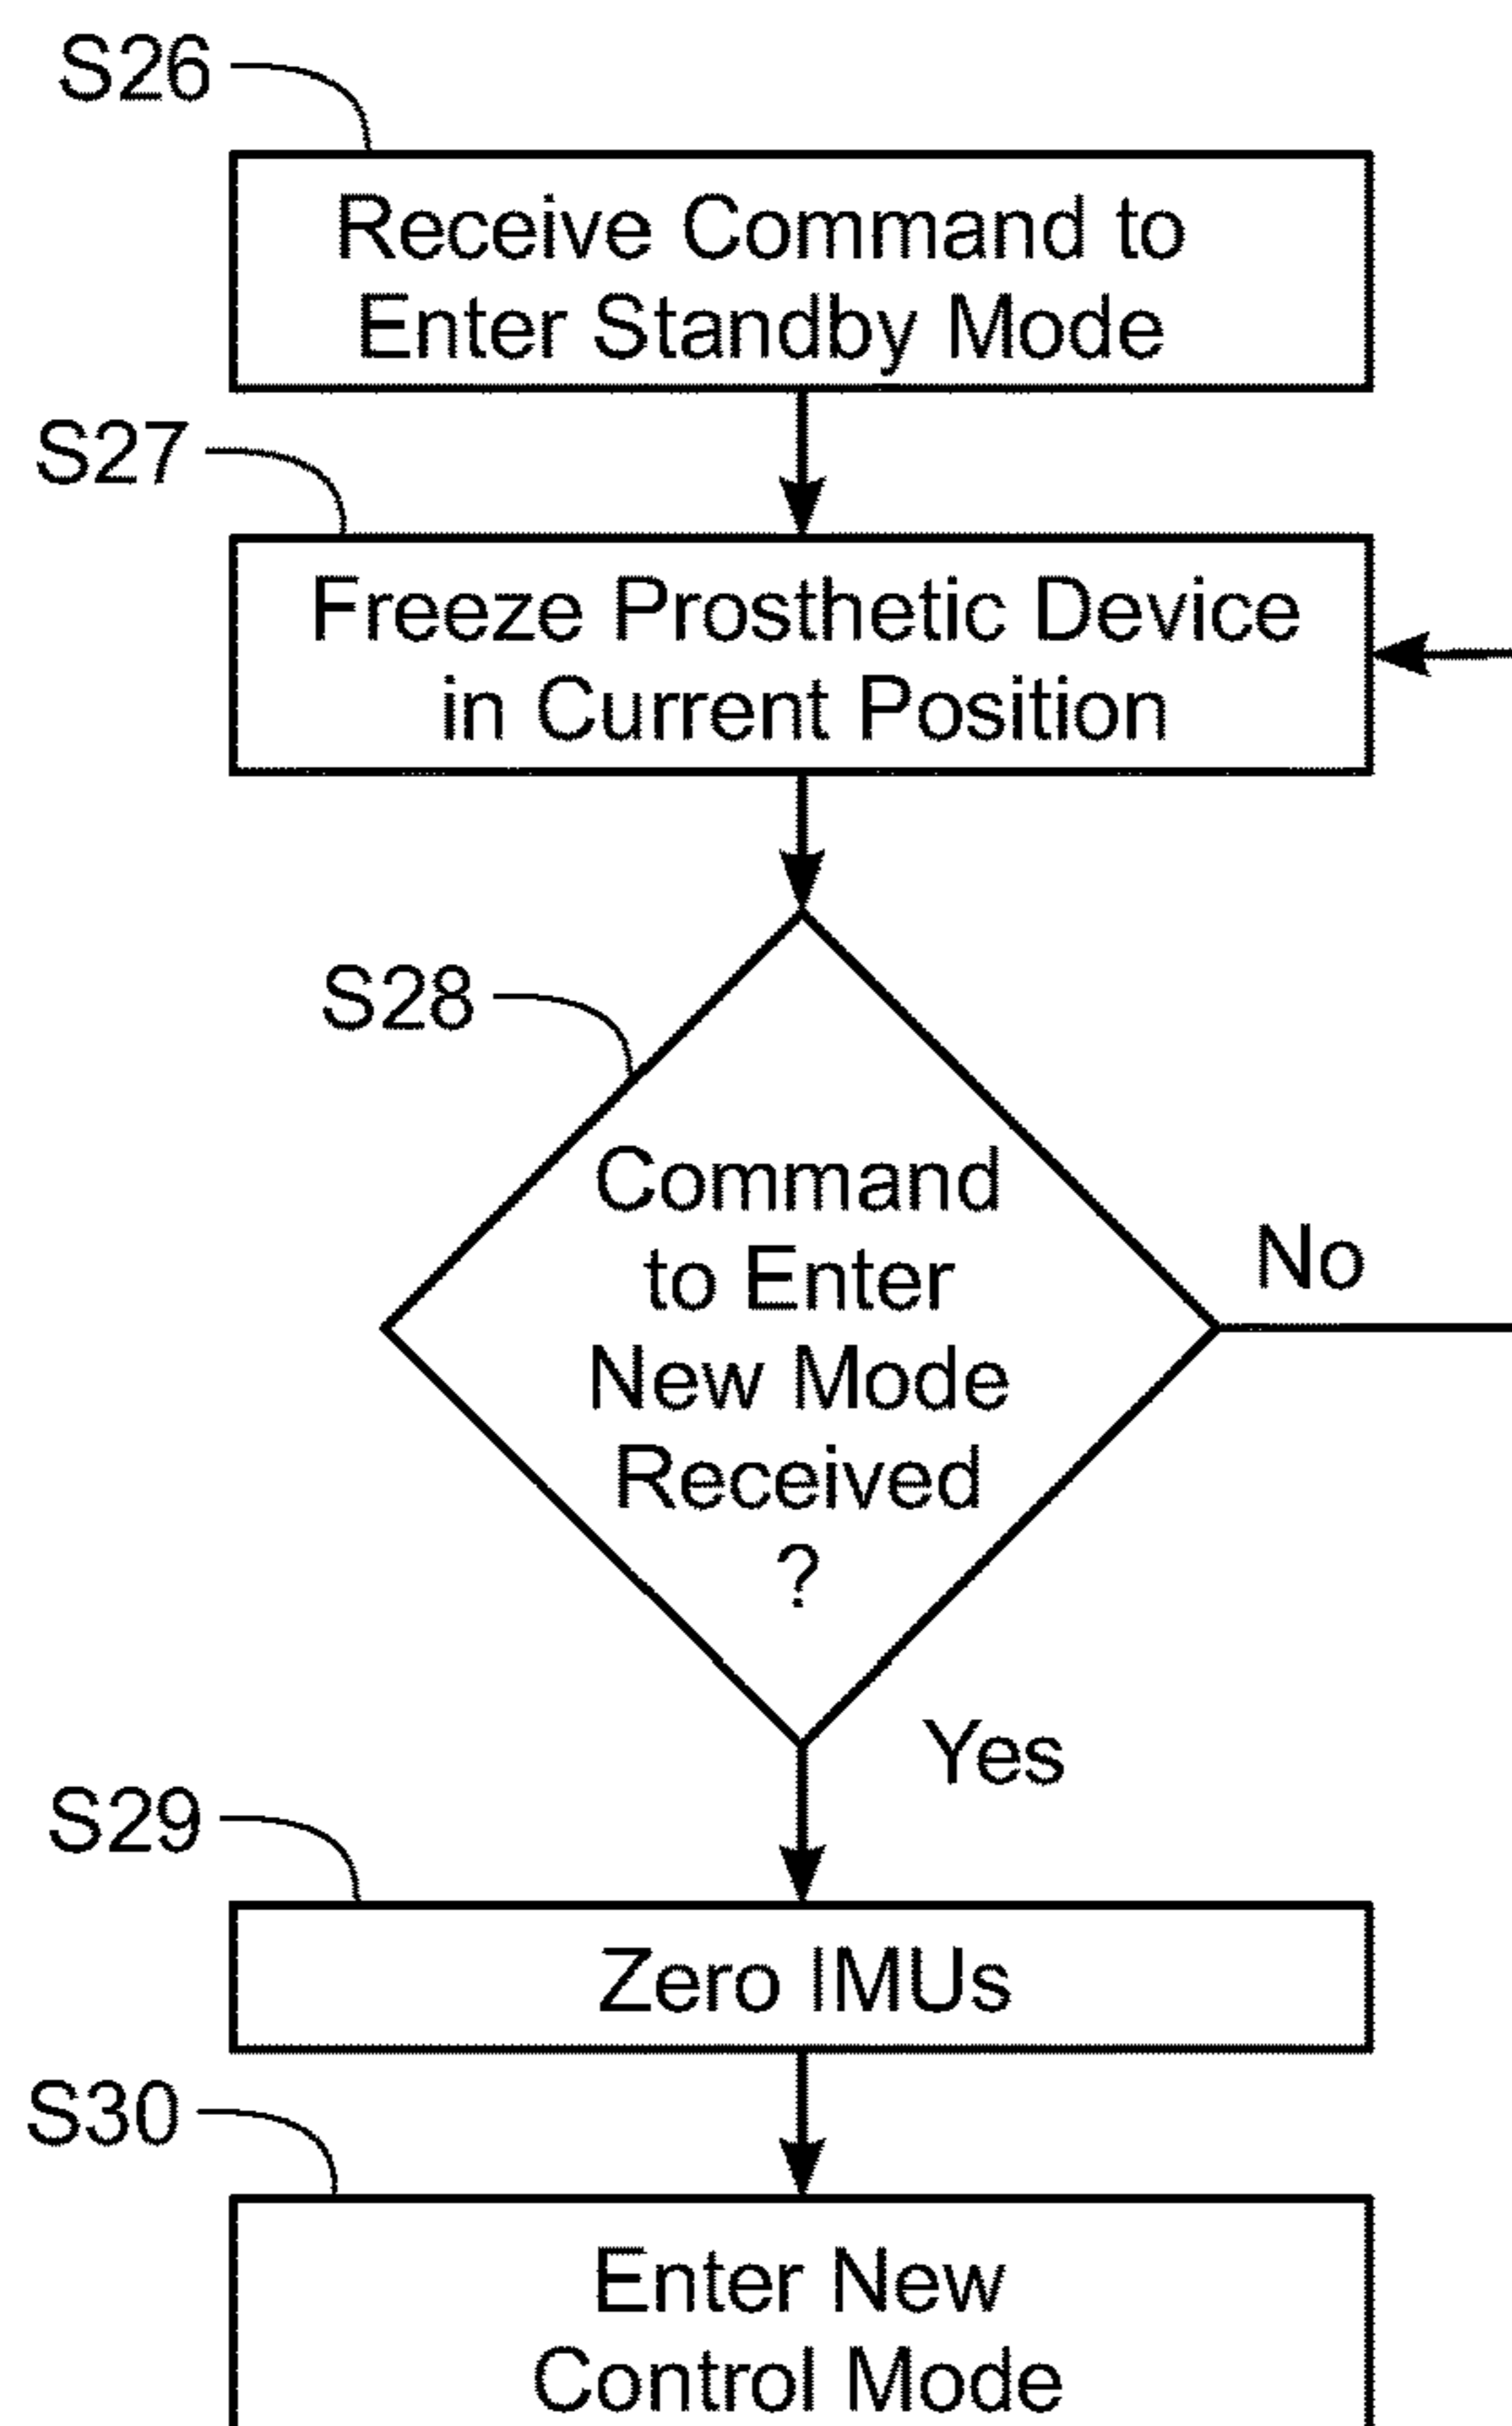 S26
Receive Command to
Enter Standby Mode
S27
Freeze Prosthetic Device
in Current Position
S28
Command
to Enter
New Mode
Received
?
No
Yes
S29
Zero IMUs
S30
Enter New
Control Mode